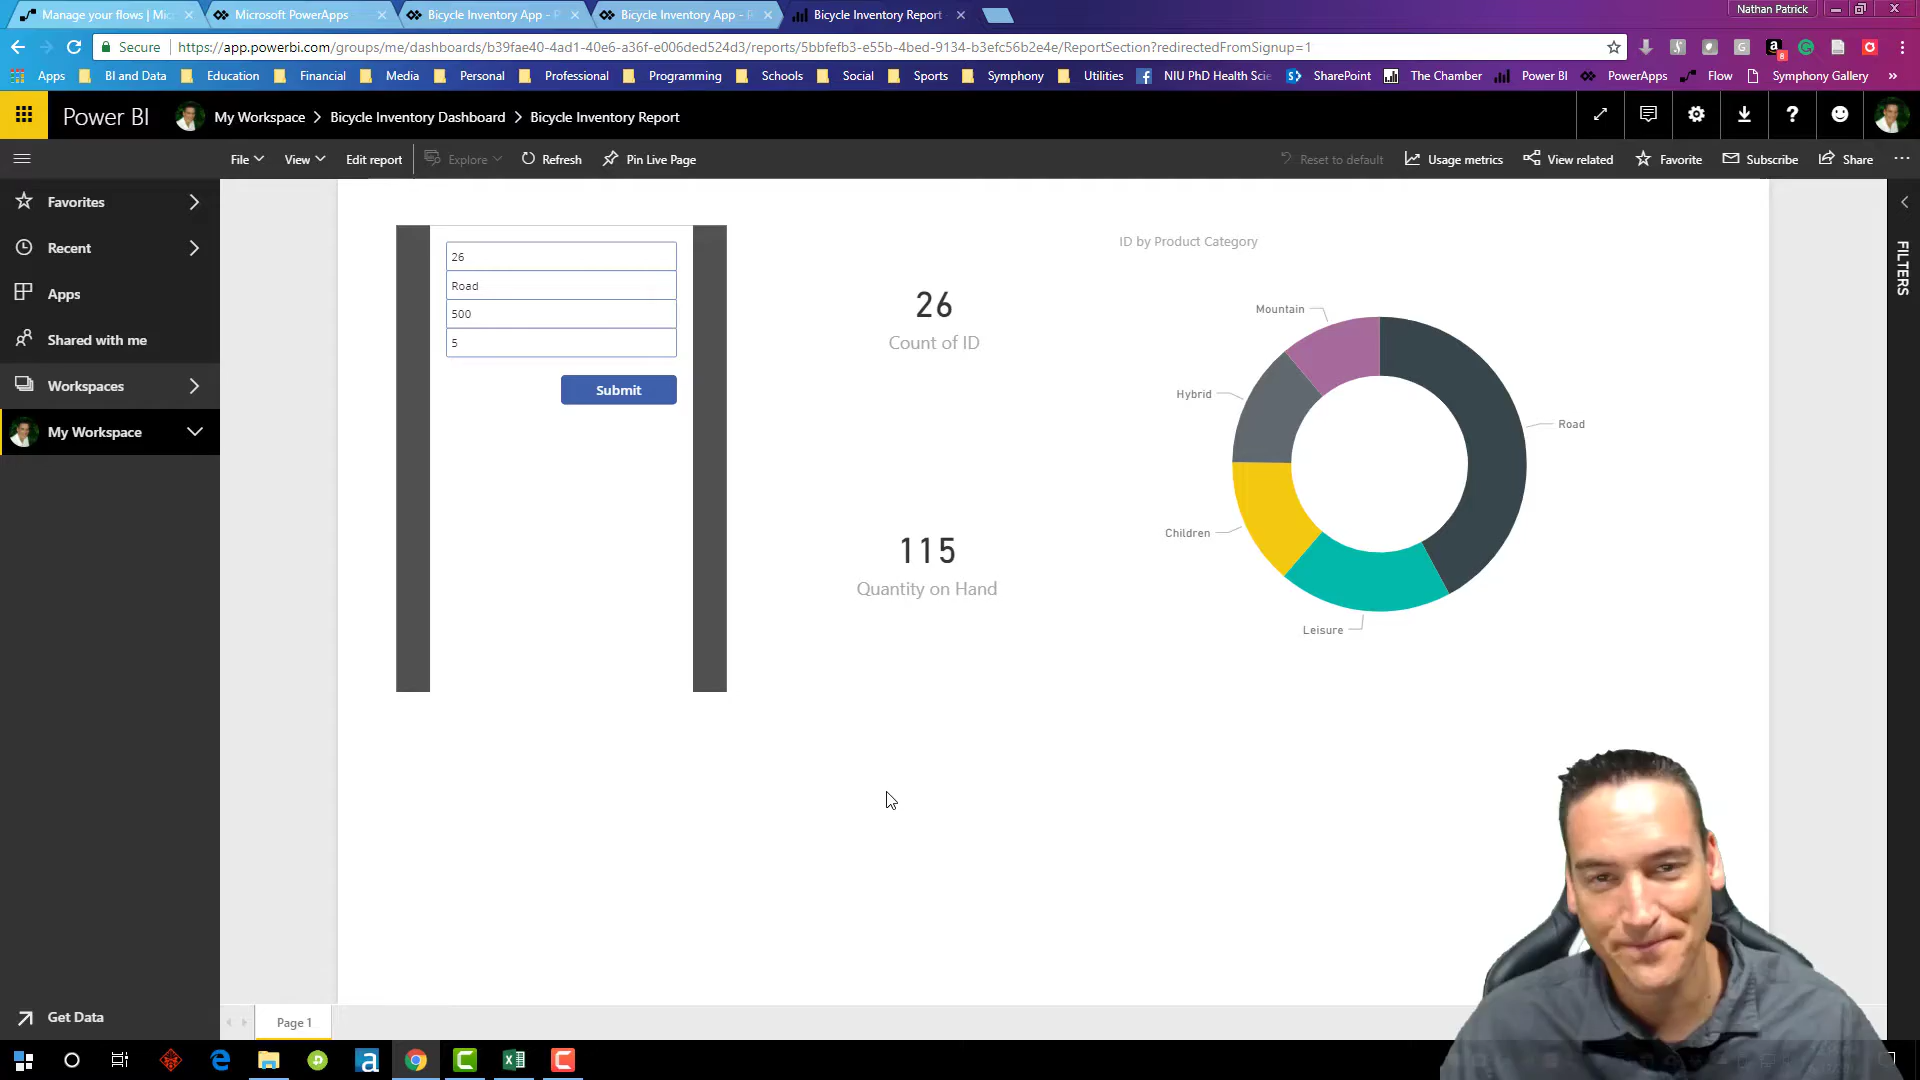 Manage your flows | Mic
Microsoft PowerApps
Bicycle Inventory App - P
Bicycle Inventory App - P
Bicycle Inventory Report
Nathan Patrick
Secure
https://app.powerbi.com/groups/me/dashboards/b39fae40-4ad1-40e6-a36f-e006ded524d3/reports/5bbfefb3-e55b-4bed-9134-b3efc56b2e4e/ReportSection?redirectedFromSignup=1
Apps BI and Data Education Financial Media Personal Professional Programming Schools Social Sports Symphony Utilities NIU PhD Health Scie SharePoint The Chamber Power BI PowerApps Flow Symphony Gallery »
Power BI My Workspace > Bicycle Inventory Dashboard > Bicycle Inventory Report
File View Edit report Explore Refresh Pin Live Page Reset to default Usage metrics View related Favorite Subscribe Share ...
Favorites
Recent
Apps
Shared with me
Workspaces
My Workspace
Get Data
26
Road
500
5
Submit
26
Count of ID
115
Quantity on Hand
ID by Product Category
Mountain
Hybrid
Road
Children
Leisure
FILTERS
Page 1